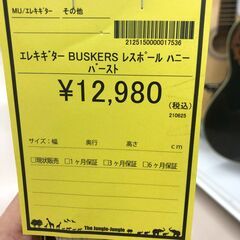 MU/エレキギター その他
2125150000017536
エレキギター BUSKERS レスポール ハニー
バースト
¥12,980
(税込)
210625
サイズ:幅 奥行 高さ cm
□現状販売 □1ヶ月保証 □3ヶ月保証 □6ヶ月保証
The Jungle-Jungle